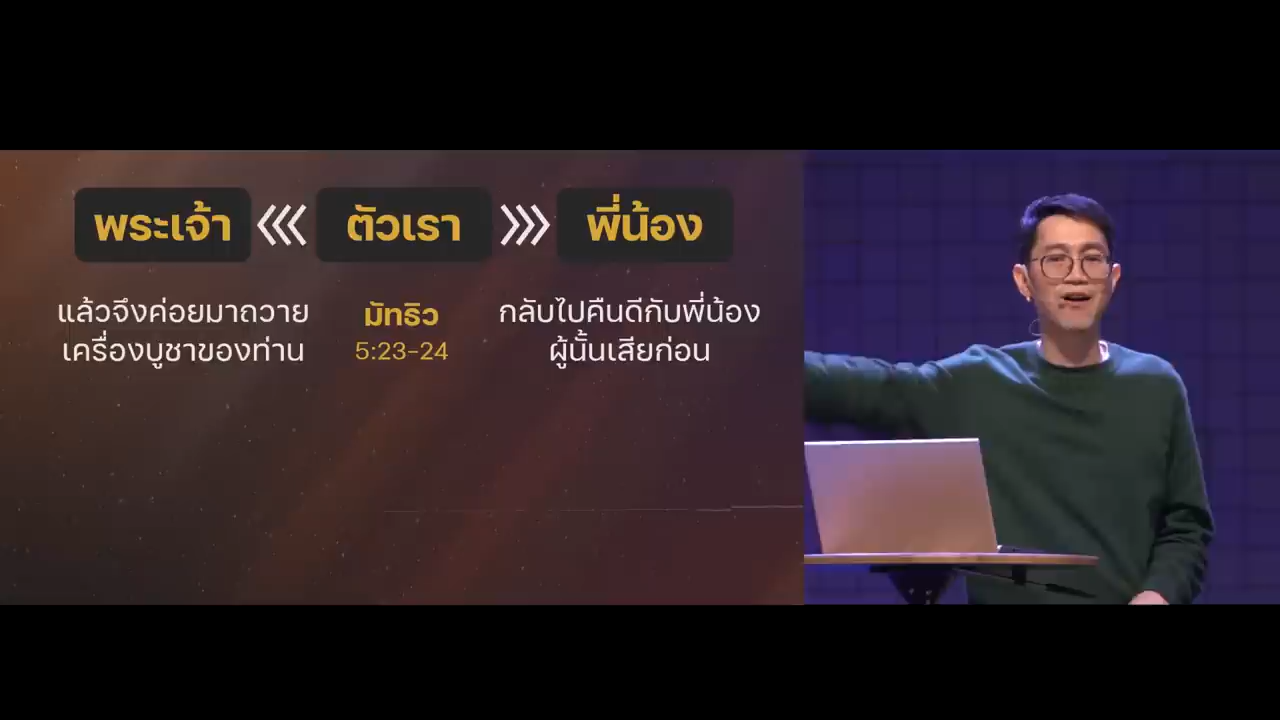 พระเจ้า
ตัวเรา
พี่น้อง
แล้วจึงค่อยมาถวาย
เครื่องบูชาของท่าน
มัทธิว
5:23-24
กลับไปคืนดีกับพี่น้อง
ผู้นั้นเสียก่อน